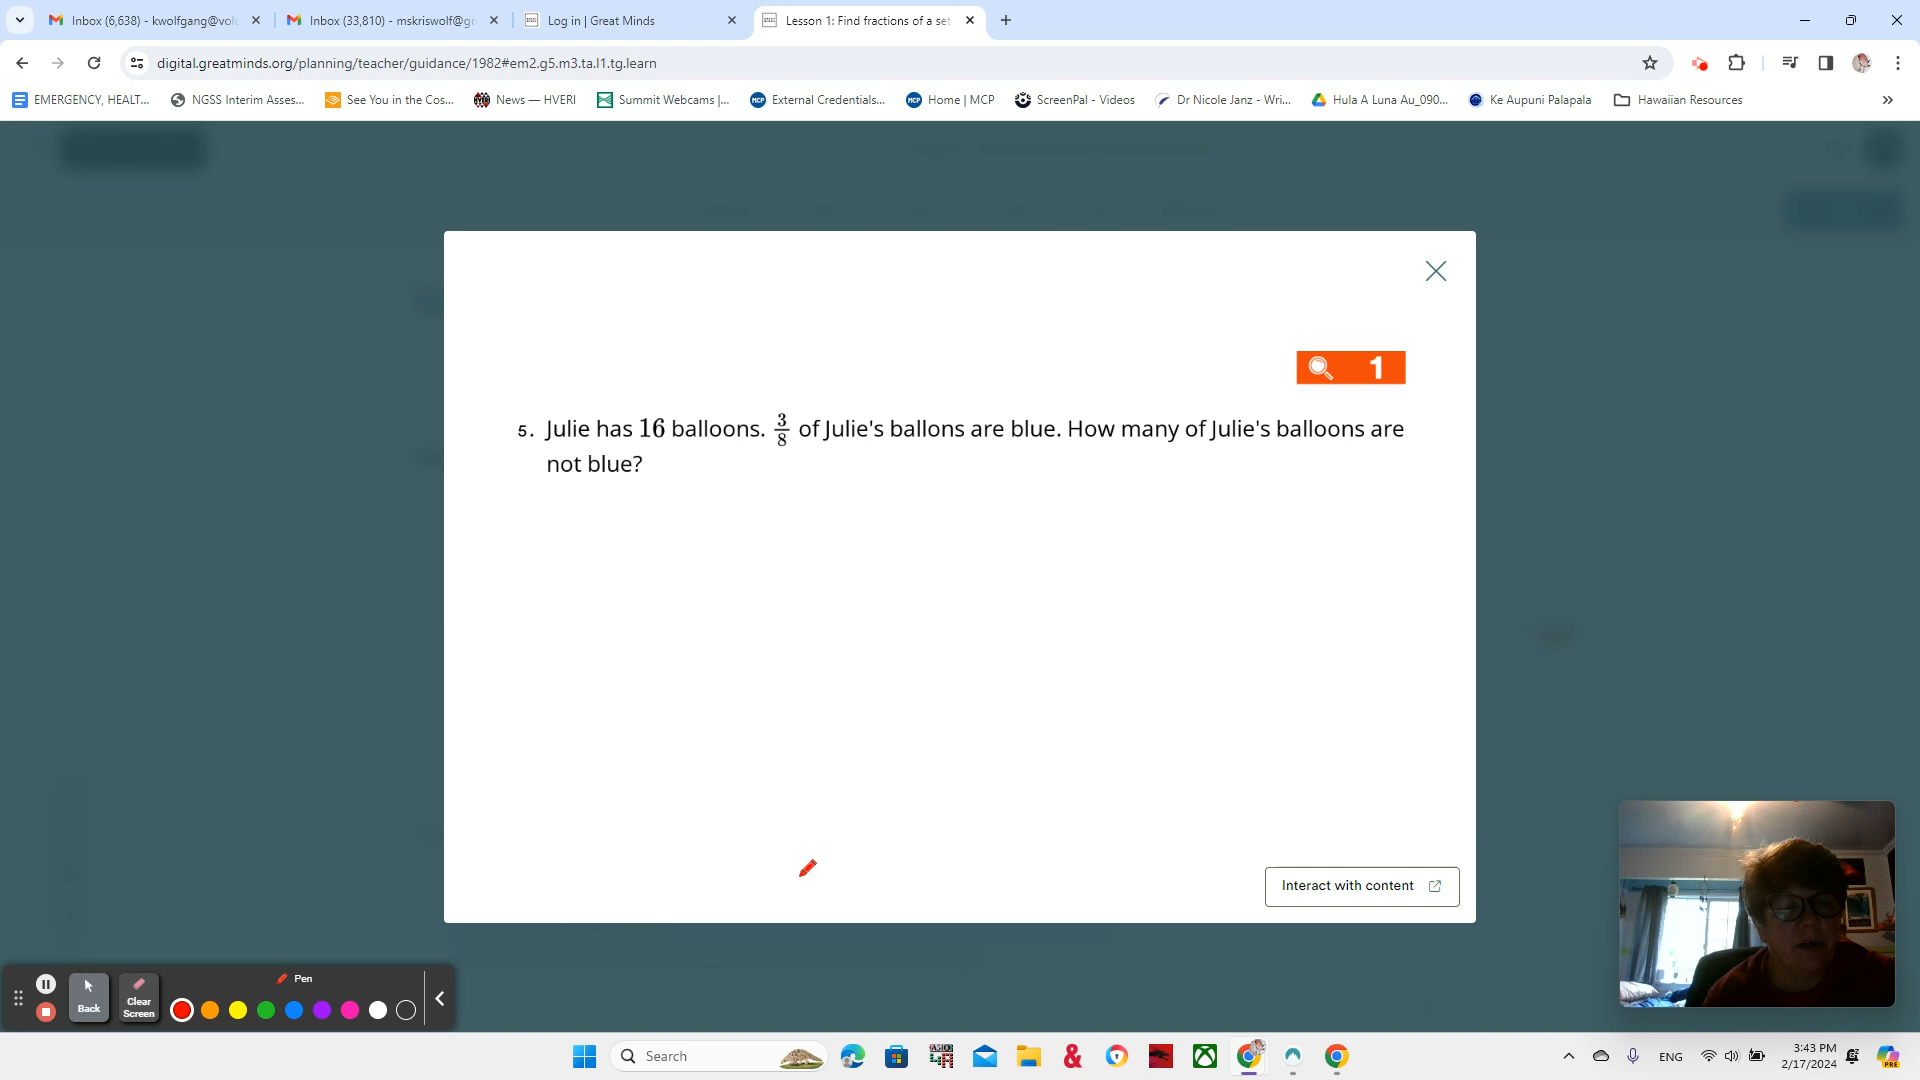 Inbox (6,638) - kwolfgang@volc
Inbox (33,810) - mskriswolf@gm
Log in | Great Minds
Lesson 1: Find fractions of a set
digital.greatminds.org/planning/teacher/guidance/1982#em2.g5.m3.ta.l1.tg.learn
EMERGENCY, HEALT...
NGSS Interim Asses...
See You in the Cos...
News — HVERI
Summit Webcams |...
External Credentials...
Home | MCP
ScreenPal - Videos
Dr Nicole Janz - Wri...
Hula A Luna Au_090...
Ke Aupuni Palapala
Hawaiian Resources
1
5. Julie has 16 balloons. 3/8 of Julie's ballons are blue. How many of Julie's balloons are
not blue?
Interact with content
Pen
Back
Clear
Screen
Search
ENG
3:43 PM
2/17/2024
PRE